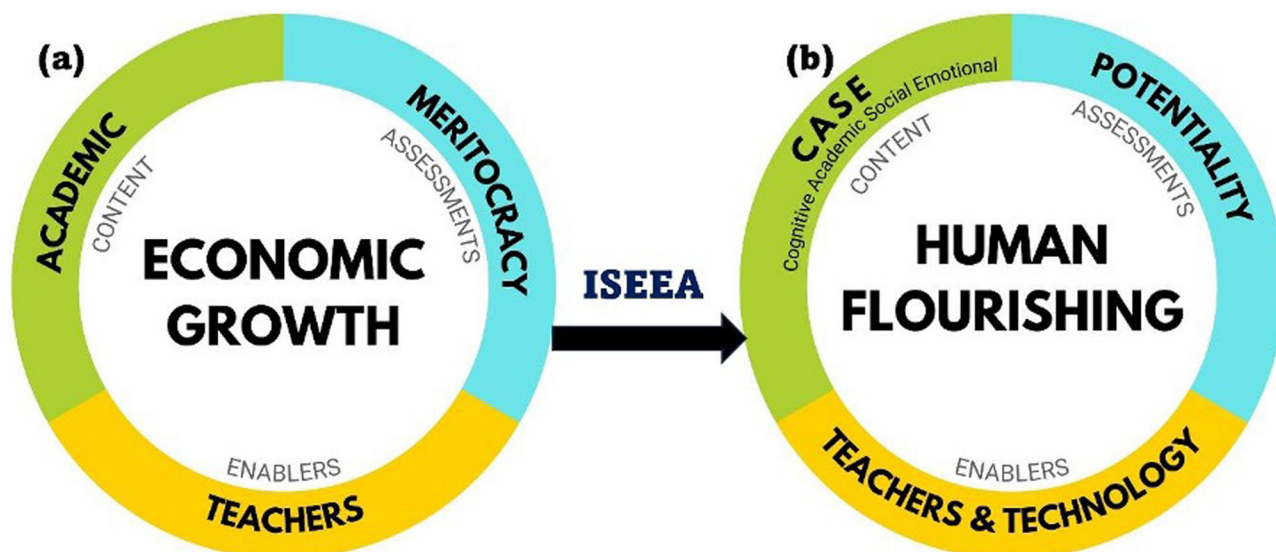 (a)
ACADEMIC
CONTENT
MERITOCRACY
ASSESSMENTS
ECONOMIC
GROWTH
ENABLERS
TEACHERS
ISEEA
(b)
CASE
Cognitive Academic Social Emotional
CONTENT
POTENTIALITY
ASSESSMENTS
HUMAN
FLOURISHING
ENABLERS
TEACHERS & TECHNOLOGY